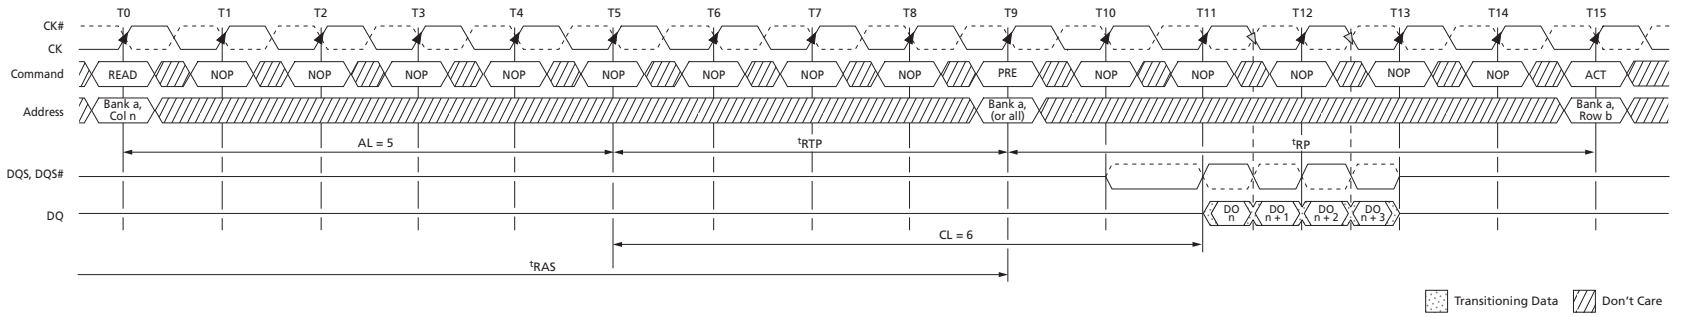 T0 T1 T2 T3 T4 T5 T6 T7 T8 T9 T10 T11 T12 T13 T14 T15
CK#
CK
Command READ NOP NOP NOP NOP NOP NOP NOP NOP PRE NOP NOP NOP NOP NOP ACT
Address Bank a, Col n Bank a, (or all) Bank a, Row b
AL = 5 tRTP tRP
DQS, DQS#
DQ DO n DO n + 1 DO n + 2 DO n + 3
CL = 6
tRAS
Transitioning Data Don't Care